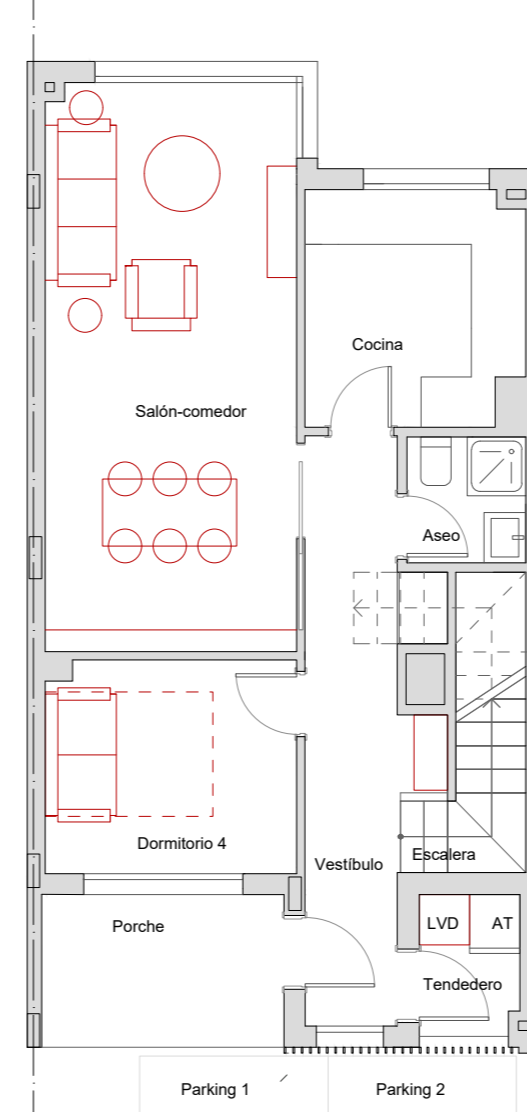 Cocina
Salón-comedor
Aseo
Dormitorio 4
Vestíbulo
Escalera
Porche
LVD
AT
Tendedero
Parking 1
Parking 2